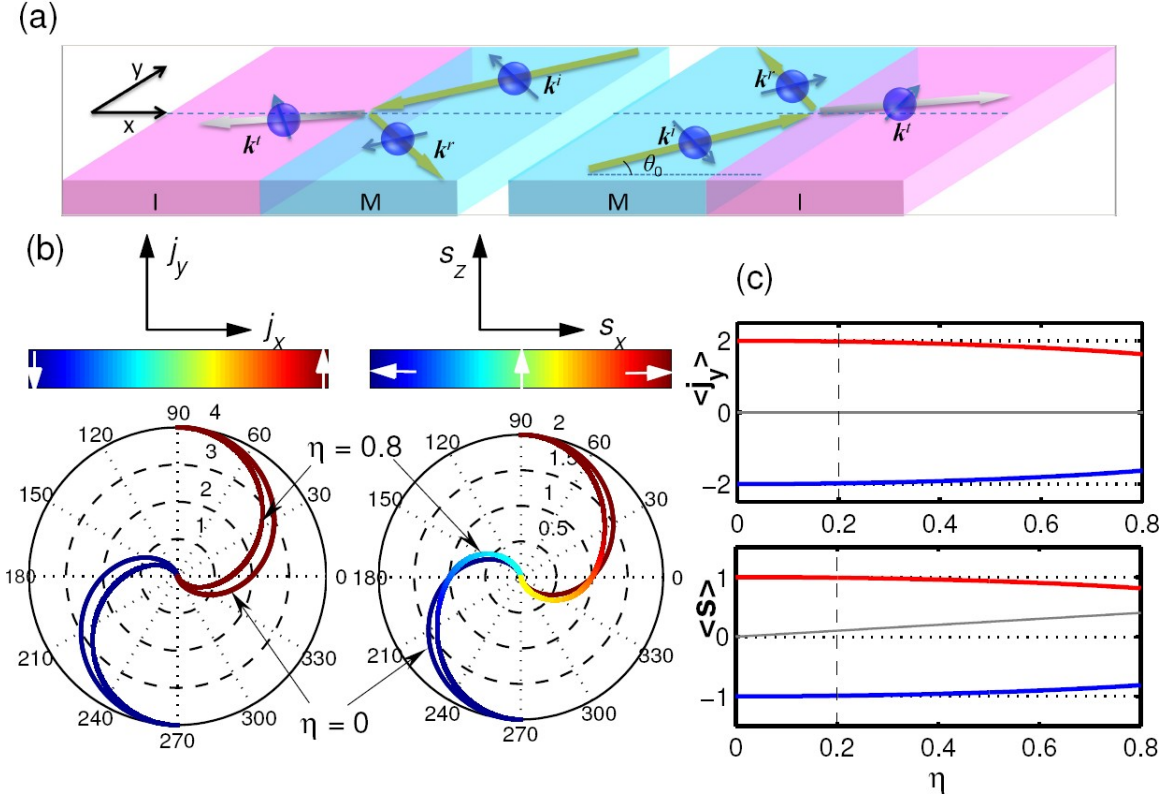 (a)
y
x
k^i
k^t
k^r
I
M
k^r
k^i
k^t
θ_0
M
I
(b)
j_y
j_x
s_z
s_x
90
4
120
60
3
150
30
2
1
180
0
210
330
240
300
270
η = 0.8
η = 0
90
2
120
60
1.5
150
30
1
0.5
180
0
210
330
240
300
270
(c)
<j_y>
2
0
−2
0
0.2
0.4
0.6
0.8
<s>
1
0
−1
0
0.2
0.4
0.6
0.8
η